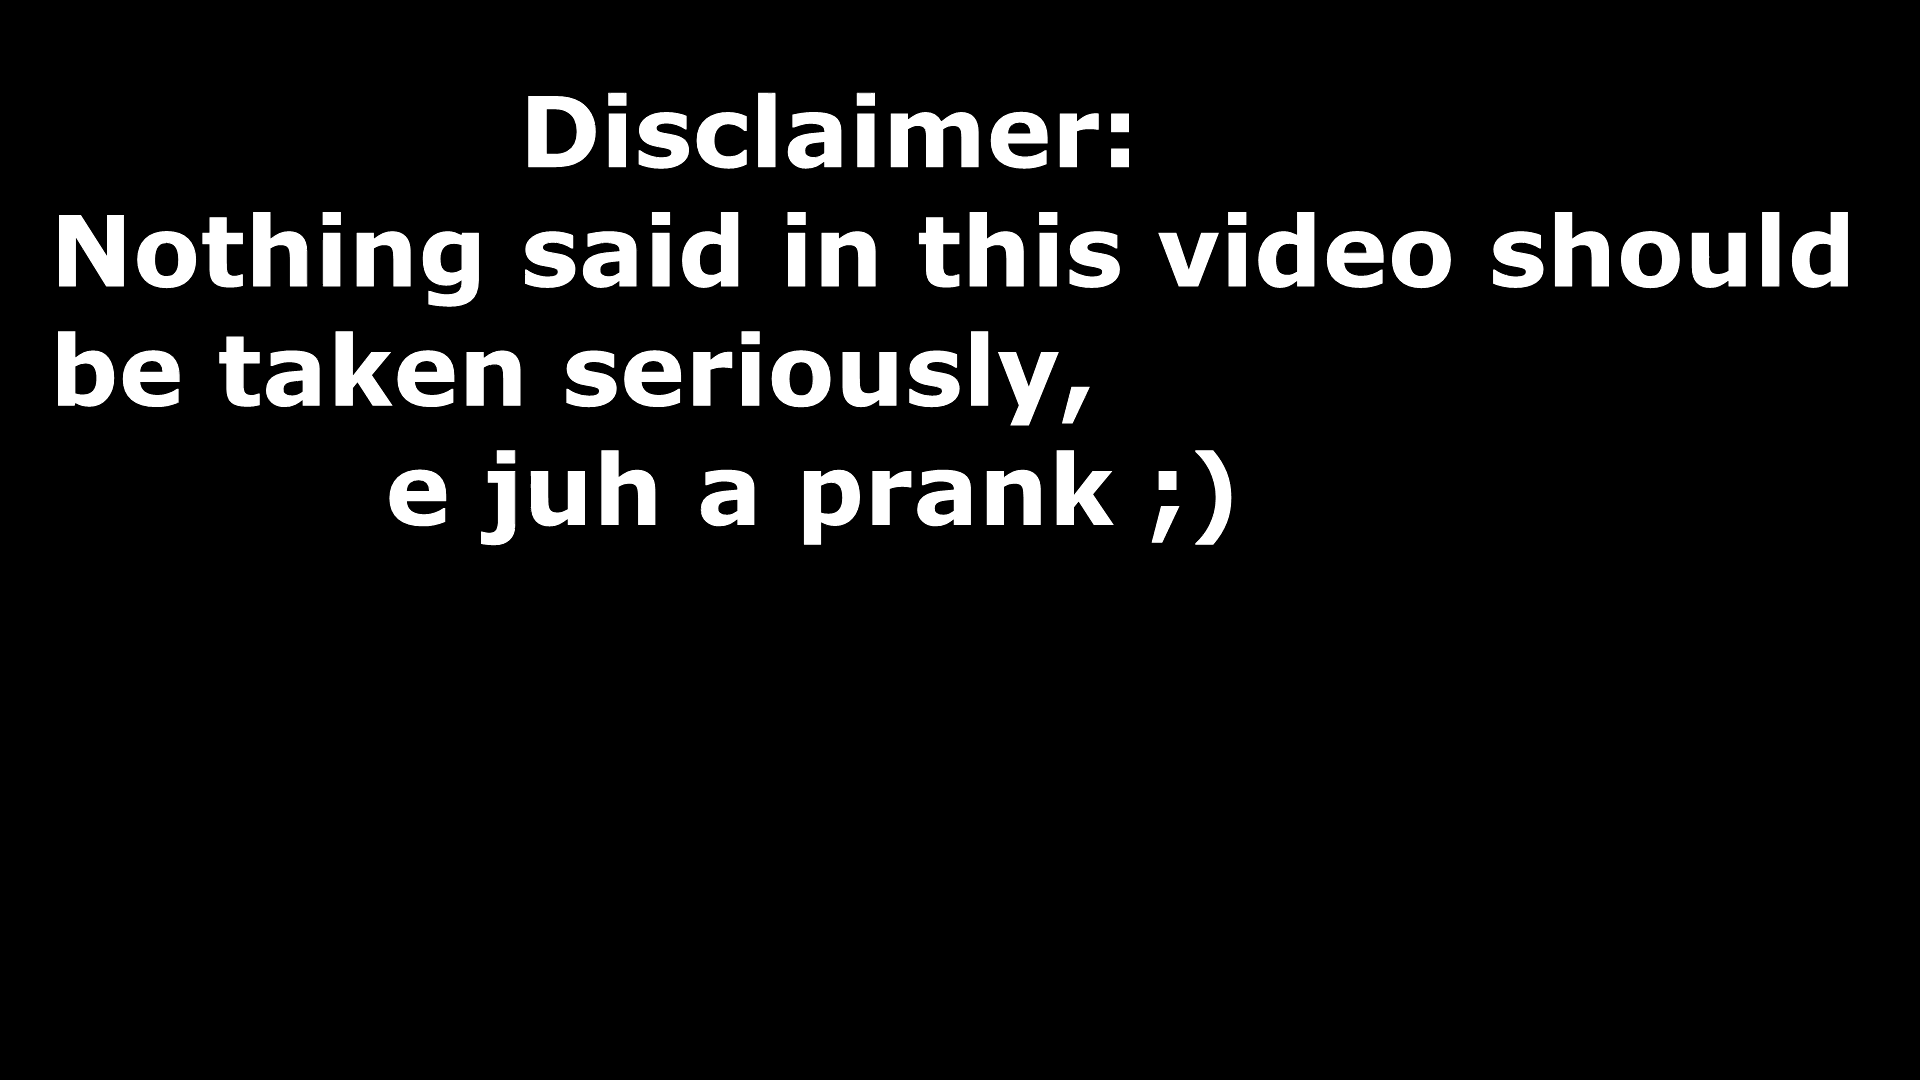 Disclaimer:
Nothing said in this video should
be taken seriously,
e juh a prank ;)